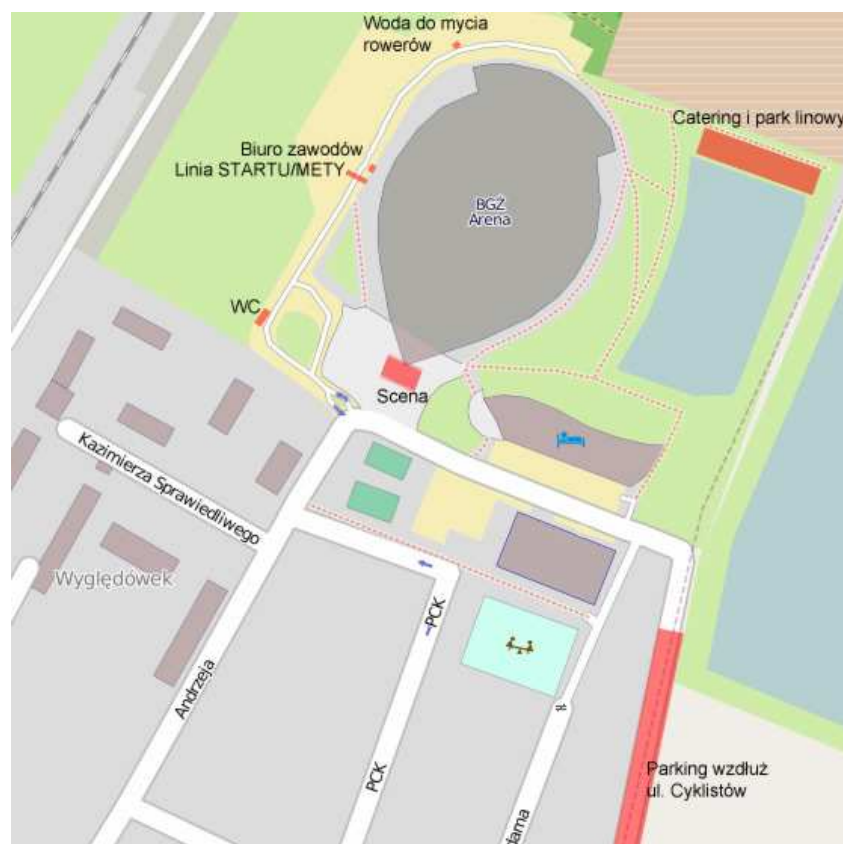 Woda do mycia
rowerów
Catering i park linowy
Biuro zawodów
Linia STARTU/METY
BGŻ
Arena
WC
Scena
Kazimierza Sprawiedliwego
Wyględówek
PCK
Andrzeja
PCK
Parking wzdłuż
ul. Cyklistów